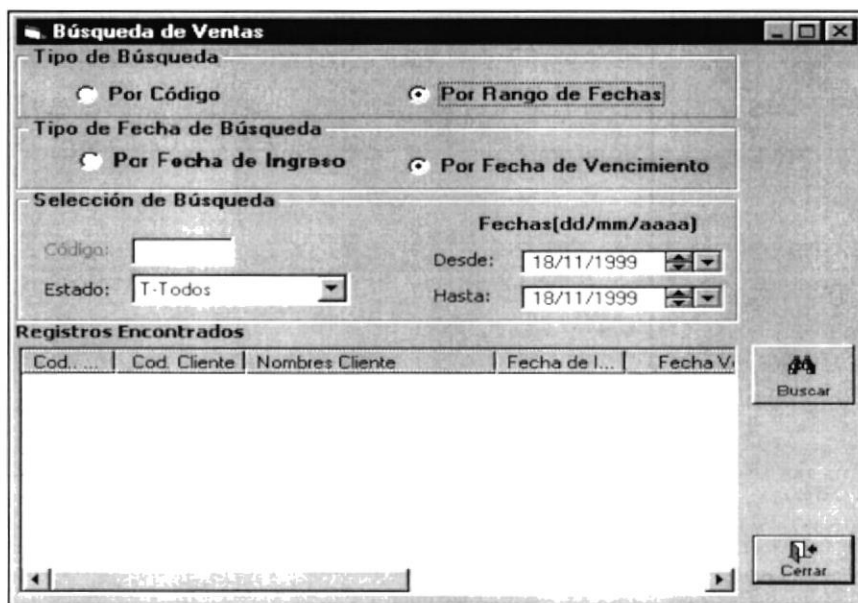 Búsqueda de Ventas
Tipo de Búsqueda
Por Código Por Rango de Fechas
Tipo de Fecha de Búsqueda
Por Fecha de Ingreso Por Fecha de Vencimiento
Selección de Búsqueda
Fechas(dd/mm/aaaa)
Código:
Desde: 18/11/1999
Estado: T-Todos
Hasta: 18/11/1999
Registros Encontrados
Cod.. ... Cod. Cliente Nombres Cliente Fecha de I... Fecha V
Buscar
Cerrar